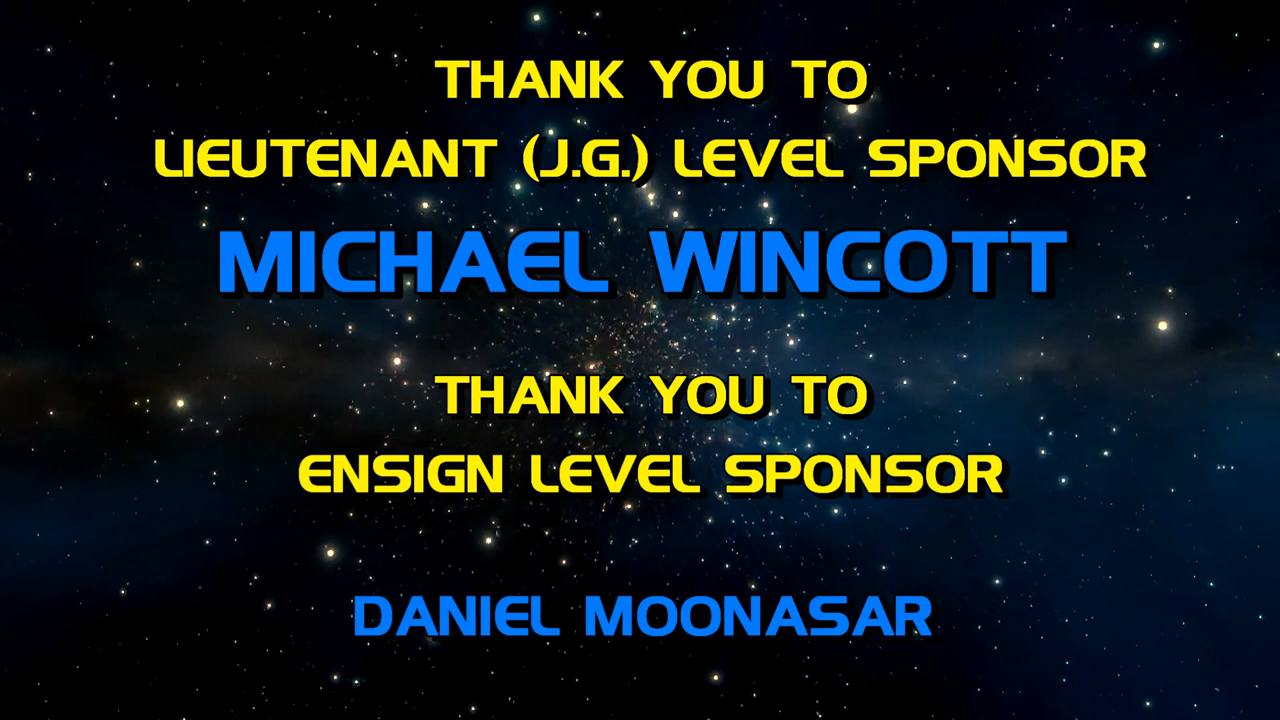 THANK YOU TO
LIEUTENANT (J.G.) LEVEL SPONSOR
MICHAEL WINCOTT
THANK YOU TO
ENSIGN LEVEL SPONSOR
DANIEL MOONASAR